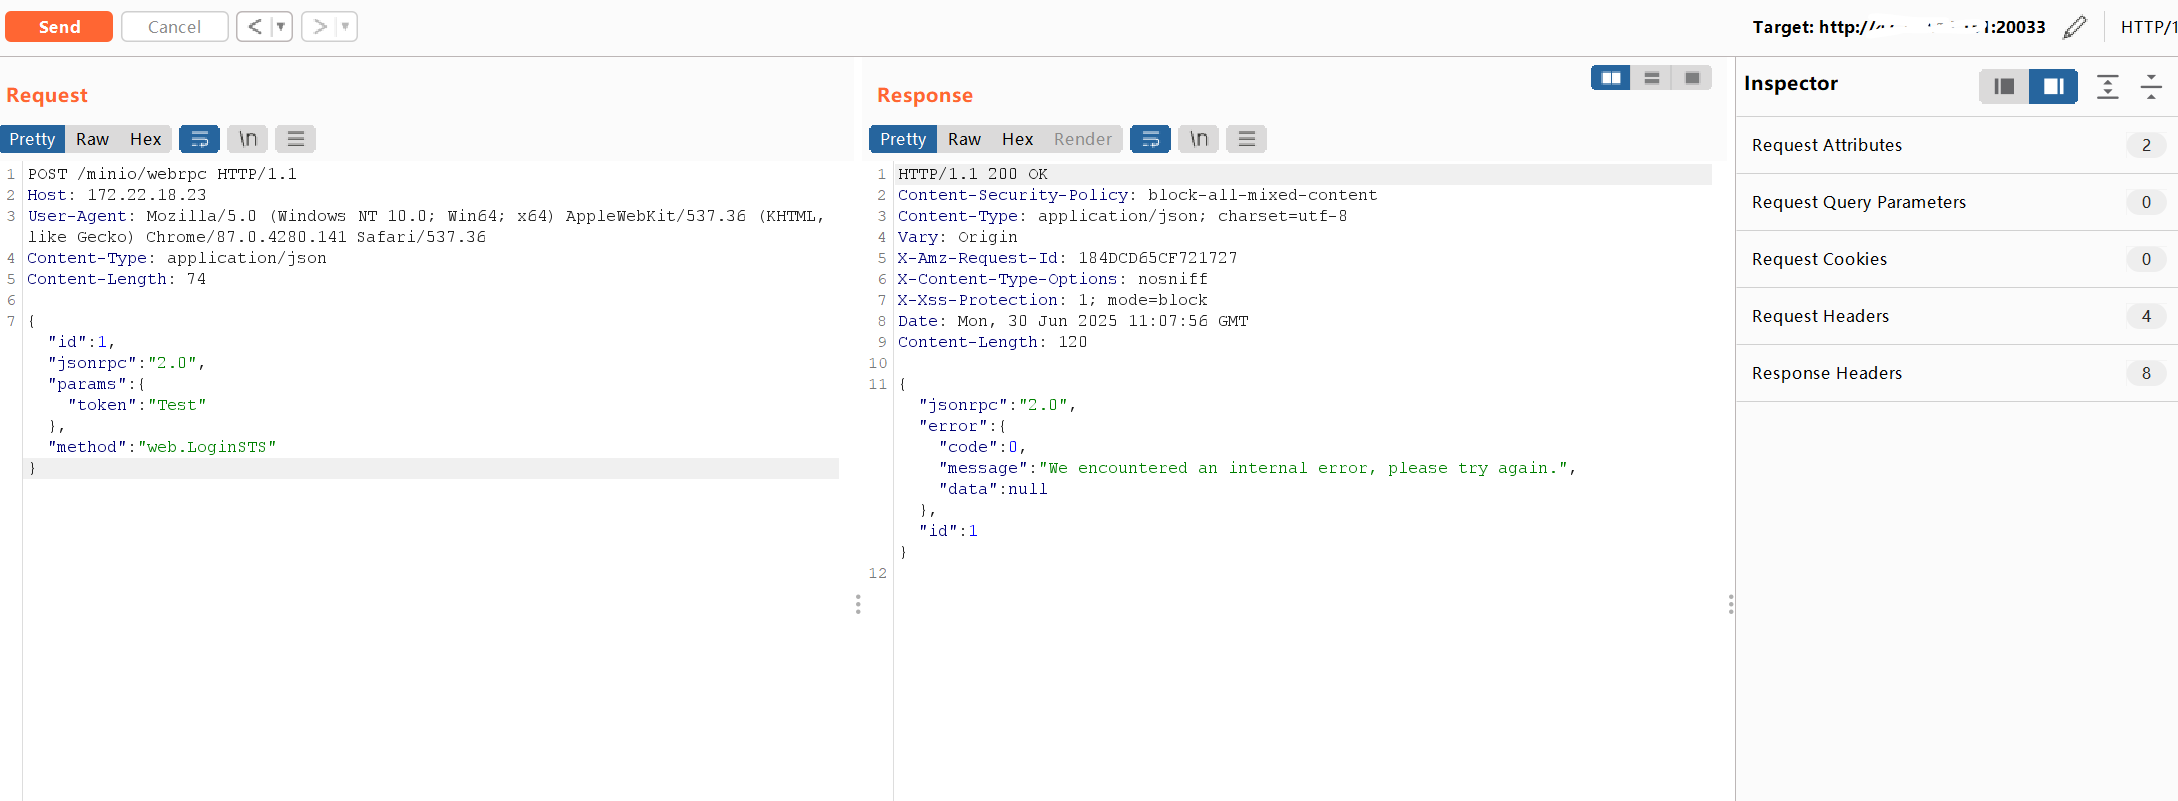 Send
Cancel
Target: http://
:20033
HTTP/1
Request
Pretty Raw Hex \n
1 POST /minio/webrpc HTTP/1.1
2 Host: 172.22.18.23
3 User-Agent: Mozilla/5.0 (Windows NT 10.0; Win64; x64) AppleWebKit/537.36 (KHTML,
like Gecko) Chrome/87.0.4280.141 Safari/537.36
4 Content-Type: application/json
5 Content-Length: 74
6
7 {
"id":1,
"jsonrpc":"2.0",
"params":{
"token":"Test"
},
"method":"web.LoginSTS"
}
Response
Pretty Raw Hex Render \n
1 HTTP/1.1 200 OK
2 Content-Security-Policy: block-all-mixed-content
3 Content-Type: application/json; charset=utf-8
4 Vary: Origin
5 X-Amz-Request-Id: 184DCD65CF721727
6 X-Content-Type-Options: nosniff
7 X-Xss-Protection: 1; mode=block
8 Date: Mon, 30 Jun 2025 11:07:56 GMT
9 Content-Length: 120
10
11 {
"jsonrpc":"2.0",
"error":{
"code":0,
"message":"We encountered an internal error, please try again.",
"data":null
},
"id":1
}
12
Inspector
Request Attributes 2
Request Query Parameters 0
Request Cookies 0
Request Headers 4
Response Headers 8